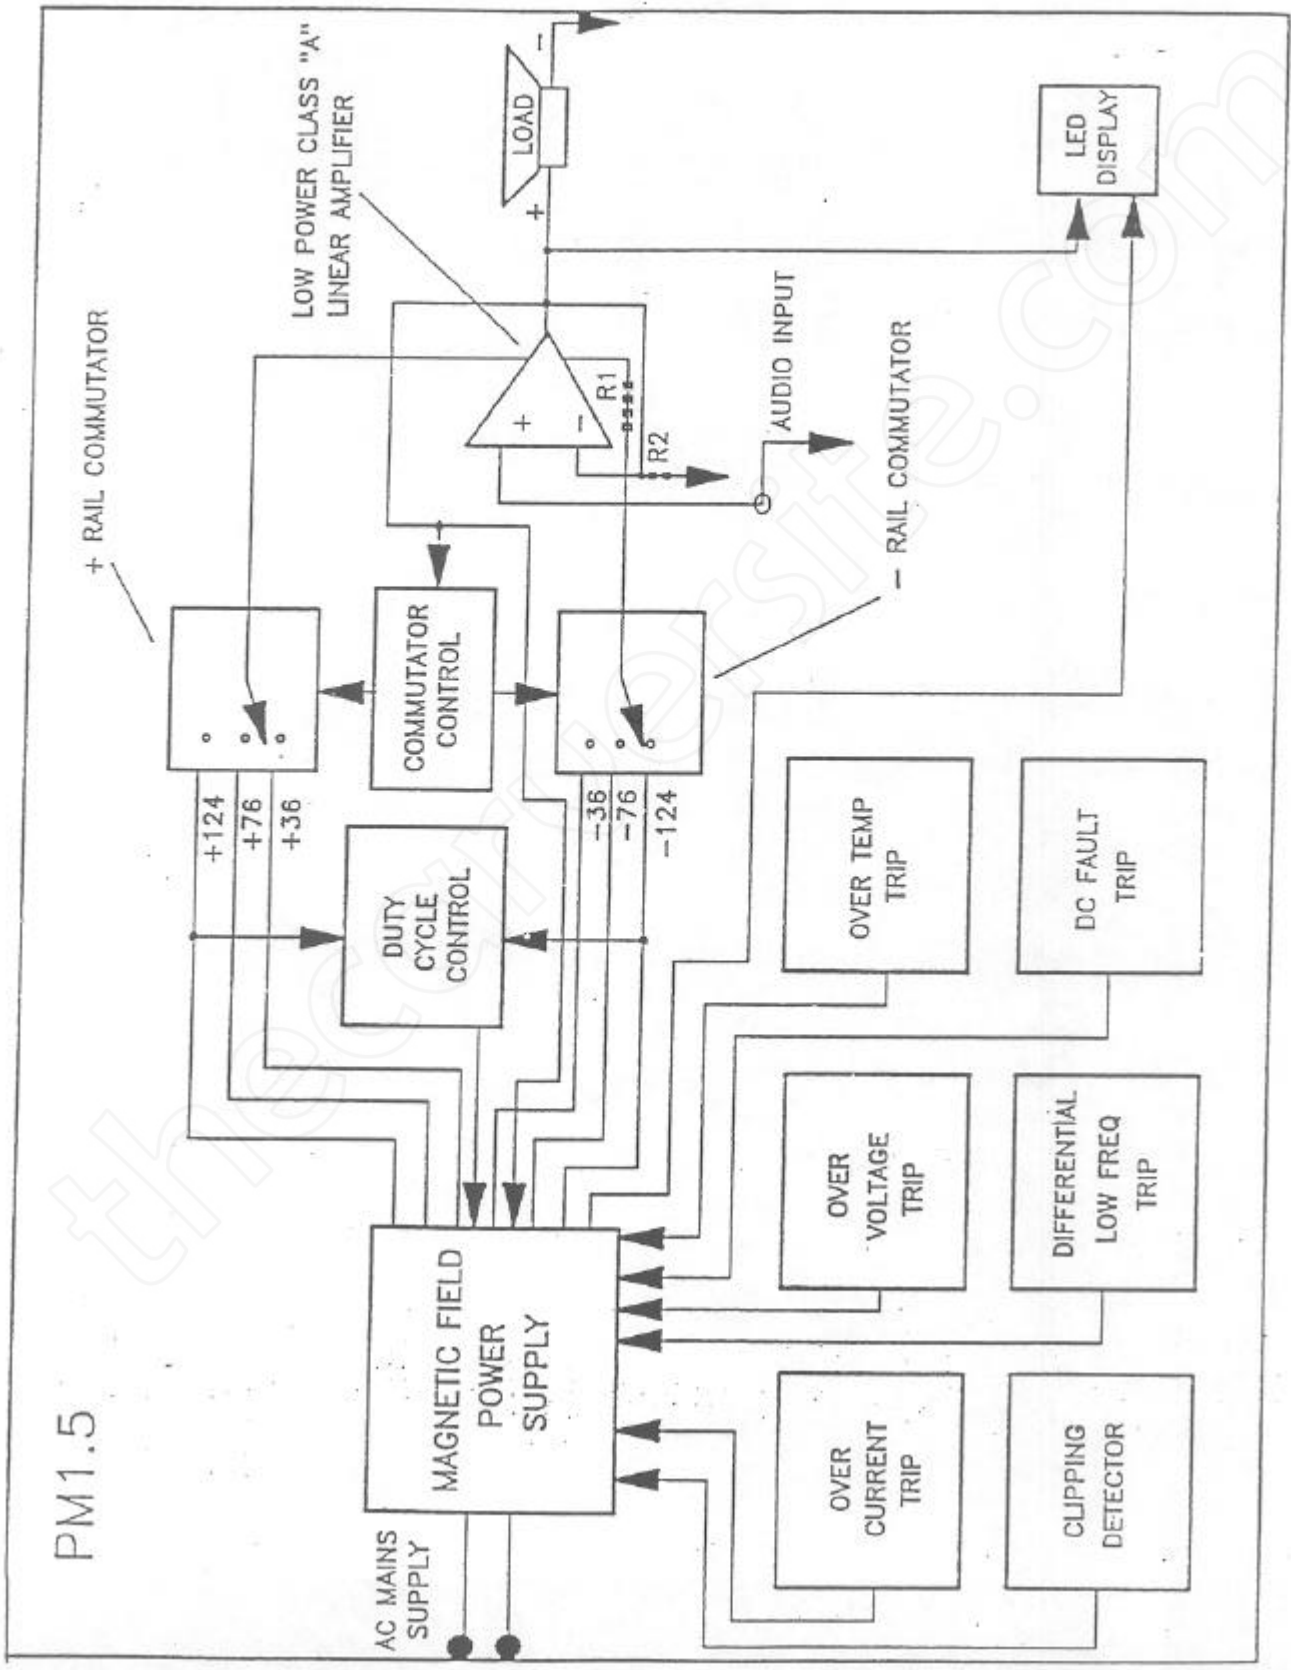 PM1.5
+ RAIL COMMUTATOR
LOW POWER CLASS "A"
LINEAR AMPLIFIER
+124
+76
+36
COMMUTATOR
CONTROL
DUTY
CYCLE
CONTROL
AC MAINS
SUPPLY
MAGNETIC FIELD
POWER
SUPPLY
-36
-76
-124
+
-
R1
R2
LOAD
+
-
AUDIO INPUT
- RAIL COMMUTATOR
LED
DISPLAY
OVER
CURRENT
TRIP
OVER
VOLTAGE
TRIP
OVER TEMP
TRIP
CLIPPING
DETECTOR
DIFFERENTIAL
LOW FREQ
TRIP
DC FAULT
TRIP
thecarversite.com